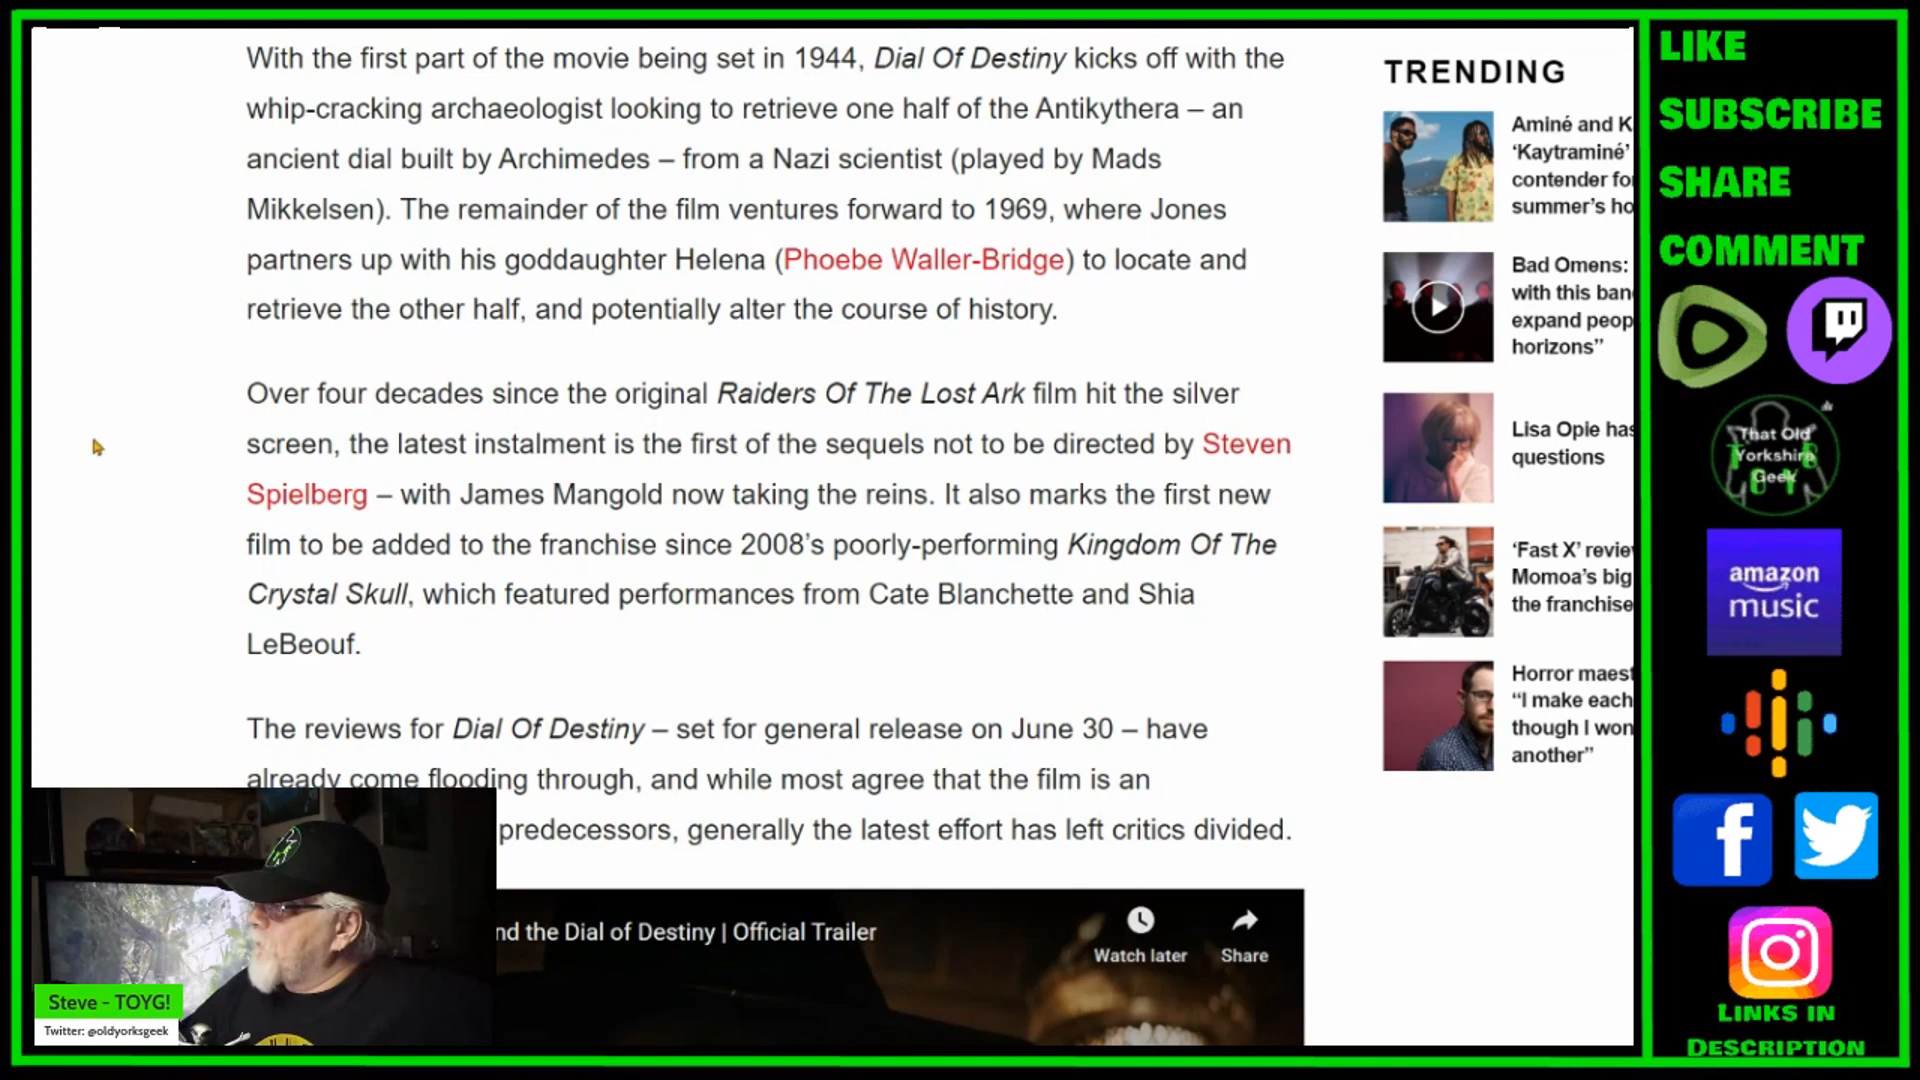 With the first part of the movie being set in 1944, Dial Of Destiny kicks off with the
whip-cracking archaeologist looking to retrieve one half of the Antikythera – an
ancient dial built by Archimedes – from a Nazi scientist (played by Mads
Mikkelsen). The remainder of the film ventures forward to 1969, where Jones
partners up with his goddaughter Helena (Phoebe Waller-Bridge) to locate and
retrieve the other half, and potentially alter the course of history.
Over four decades since the original Raiders Of The Lost Ark film hit the silver
screen, the latest instalment is the first of the sequels not to be directed by Steven
Spielberg – with James Mangold now taking the reins. It also marks the first new
film to be added to the franchise since 2008’s poorly-performing Kingdom Of The
Crystal Skull, which featured performances from Cate Blanchette and Shia
LeBeouf.
The reviews for Dial Of Destiny – set for general release on June 30 – have
already come flooding through, and while most agree that the film is an
predecessors, generally the latest effort has left critics divided.
nd the Dial of Destiny | Official Trailer
Watch later
Share
TRENDING
Aminé and K
‘Kaytraminé’
contender fo
summer’s ho
Bad Omens:
with this ban
expand peop
horizons”
Lisa Opie has
questions
‘Fast X’ revie
Momoa’s big
the franchise
Horror maest
“I make each
though I won
another”
Steve - TOYG!
Twitter: @oldyorksgeek
LIKE
SUBSCRIBE
SHARE
COMMENT
That Old
Yorkshire
Geek
amazon
music
LINKS IN
DESCRIPTION